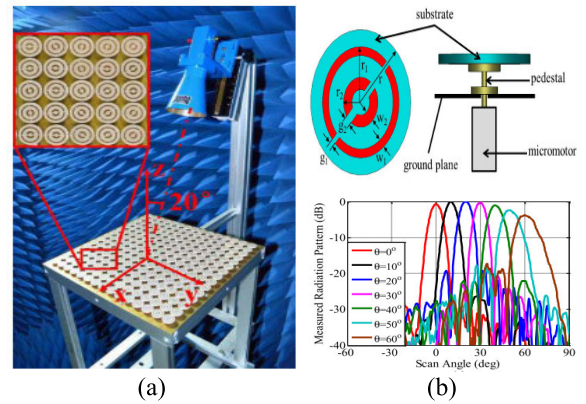 z
20°
x
y
substrate
r₁
r
r₂
g₂
w₂
g₁
w₁
pedestal
ground plane
micromotor
Measured Radiation Pattern (dB)
0
-10
-20
-30
-40
θ=0°
θ=10°
θ=20°
θ=30°
θ=40°
θ=50°
θ=60°
-60
-30
0
30
60
90
Scan Angle (deg)
(a)
(b)